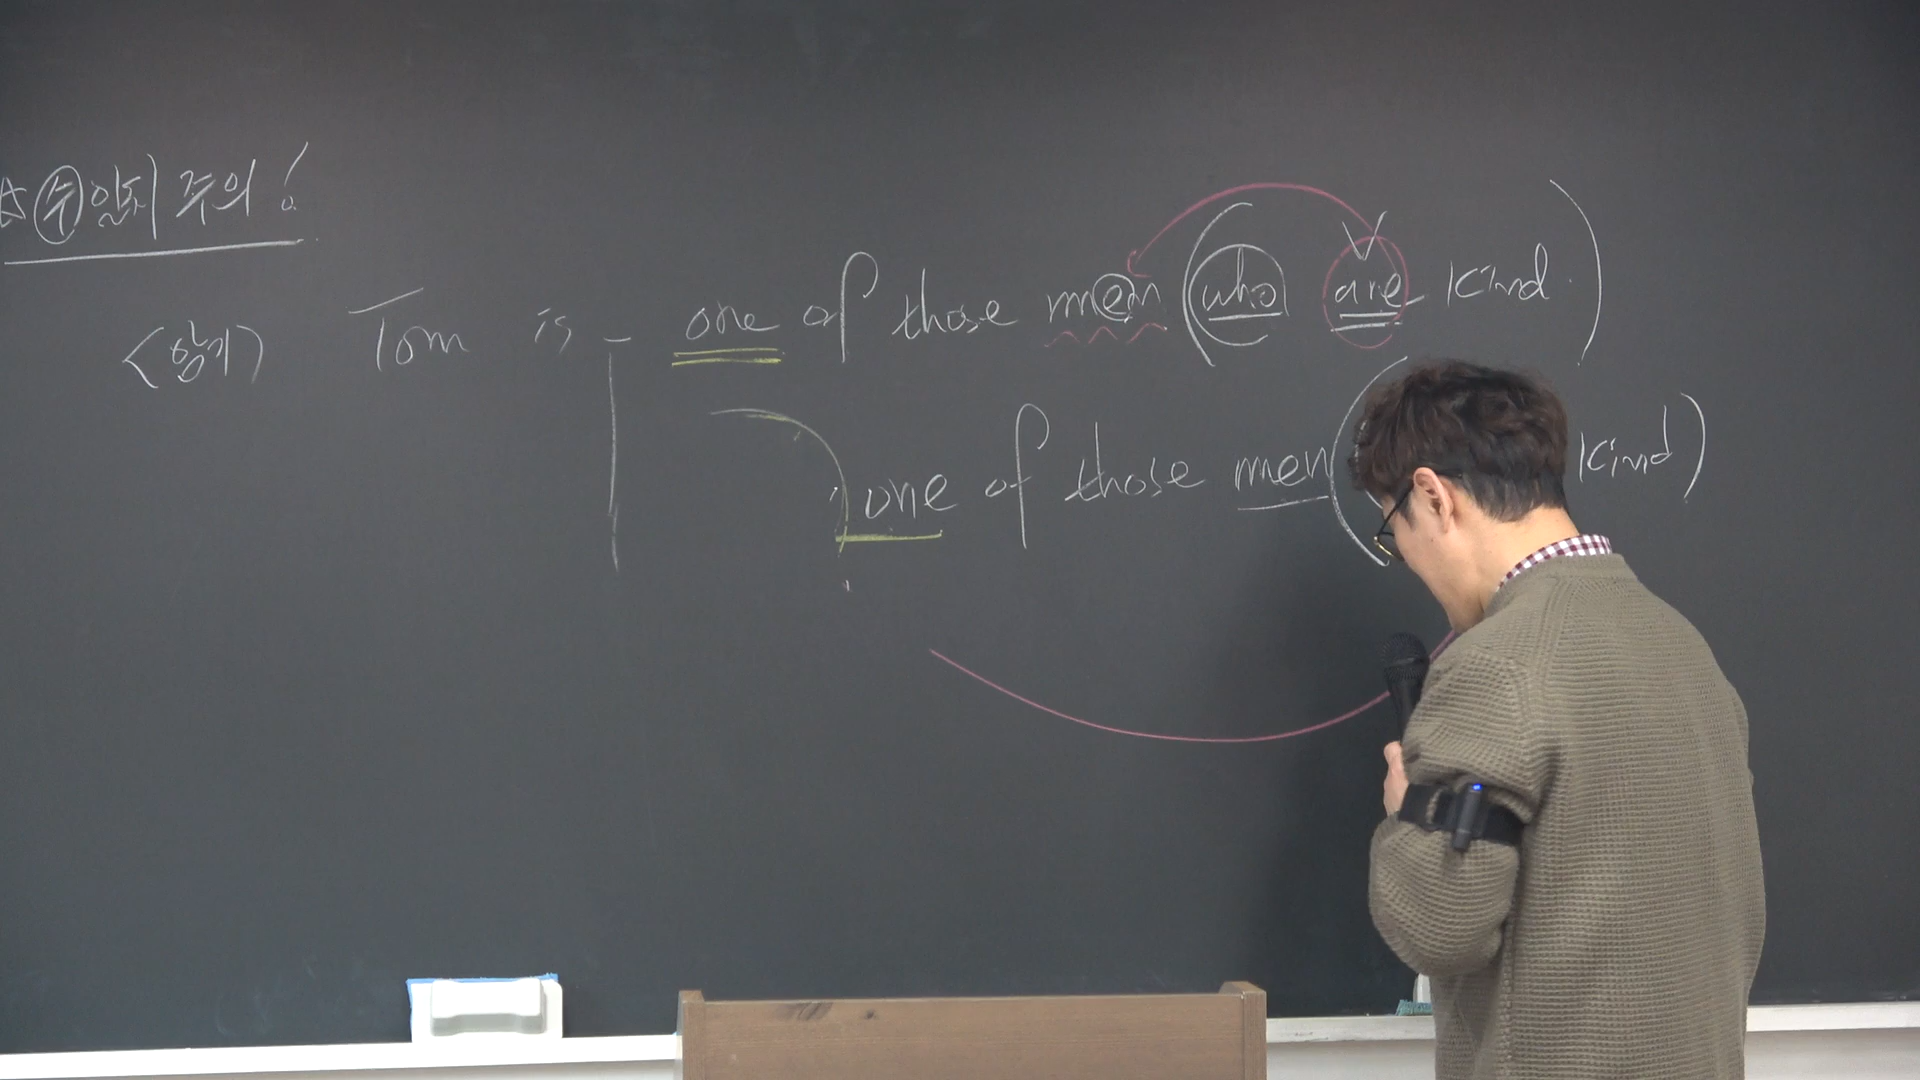 ☆ 수일치 주의!
<암기> Tom is one of those men (who are kind.)
one of those men ( kind)